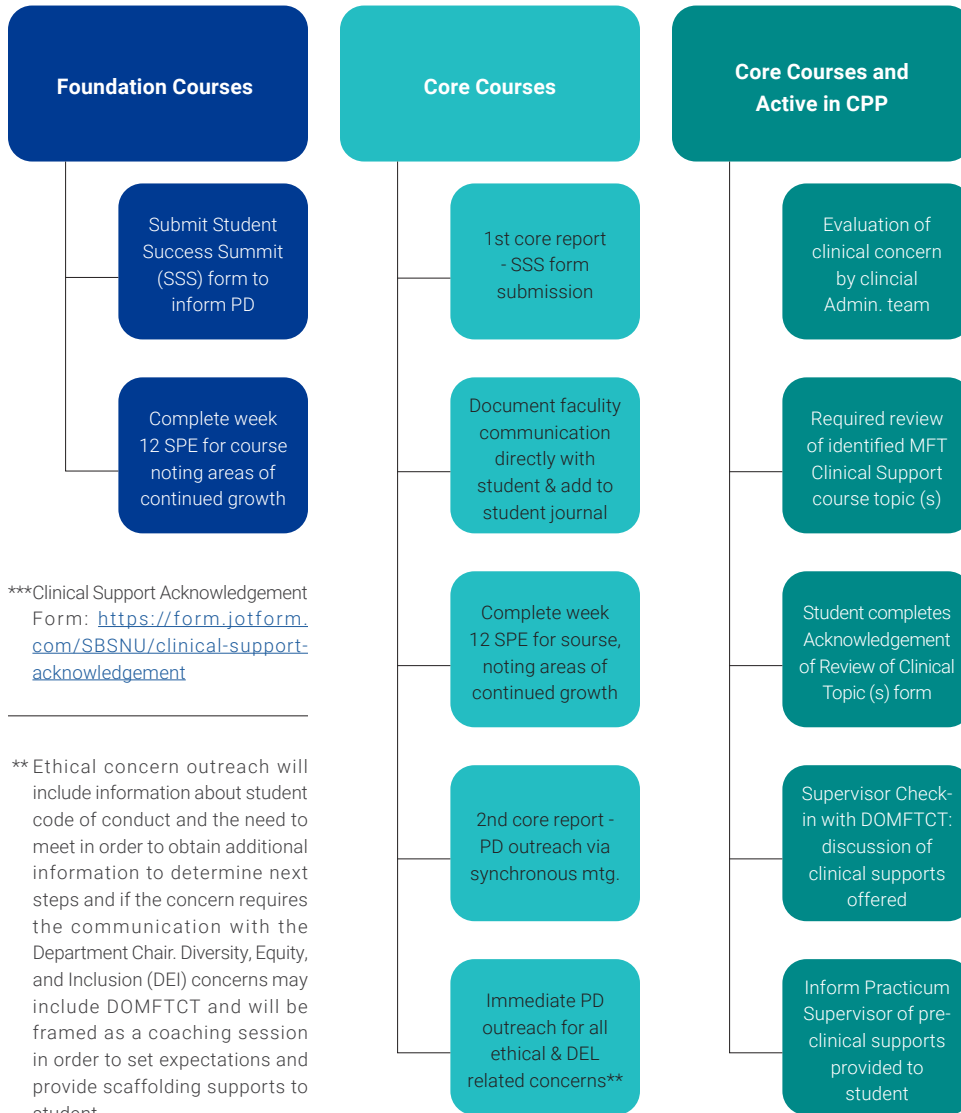 Foundation Courses
Submit Student
Success Summit
(SSS) form to
inform PD
Complete week
12 SPE for course
noting areas of
continued growth
***Clinical Support Acknowledgement
Form: https://form.jotform.
com/SBSNU/clinical-support-
acknowledgement
** Ethical concern outreach will
include information about student
code of conduct and the need to
meet in order to obtain additional
information to determine next
steps and if the concern requires
the communication with the
Department Chair. Diversity, Equity,
and Inclusion (DEI) concerns may
include DOMFTCT and will be
framed as a coaching session
in order to set expectations and
provide scaffolding supports to
student
Core Courses
1st core report
- SSS form
submission
Document faculity
communication
directly with
student & add to
student journal
Complete week
12 SPE for sourse,
noting areas of
continued growth
2nd core report -
PD outreach via
synchronous mtg.
Immediate PD
outreach for all
ethical & DEL
related concerns**
Core Courses and
Active in CPP
Evaluation of
clinical concern
by clincial
Admin. team
Required review
of identified MFT
Clinical Support
course topic (s)
Student completes
Acknowledgement
of Review of Clinical
Topic (s) form
Supervisor Check-
in with DOMFTCT:
discussion of
clinical supports
offered
Inform Practicum
Supervisor of pre-
clinical supports
provided to
student